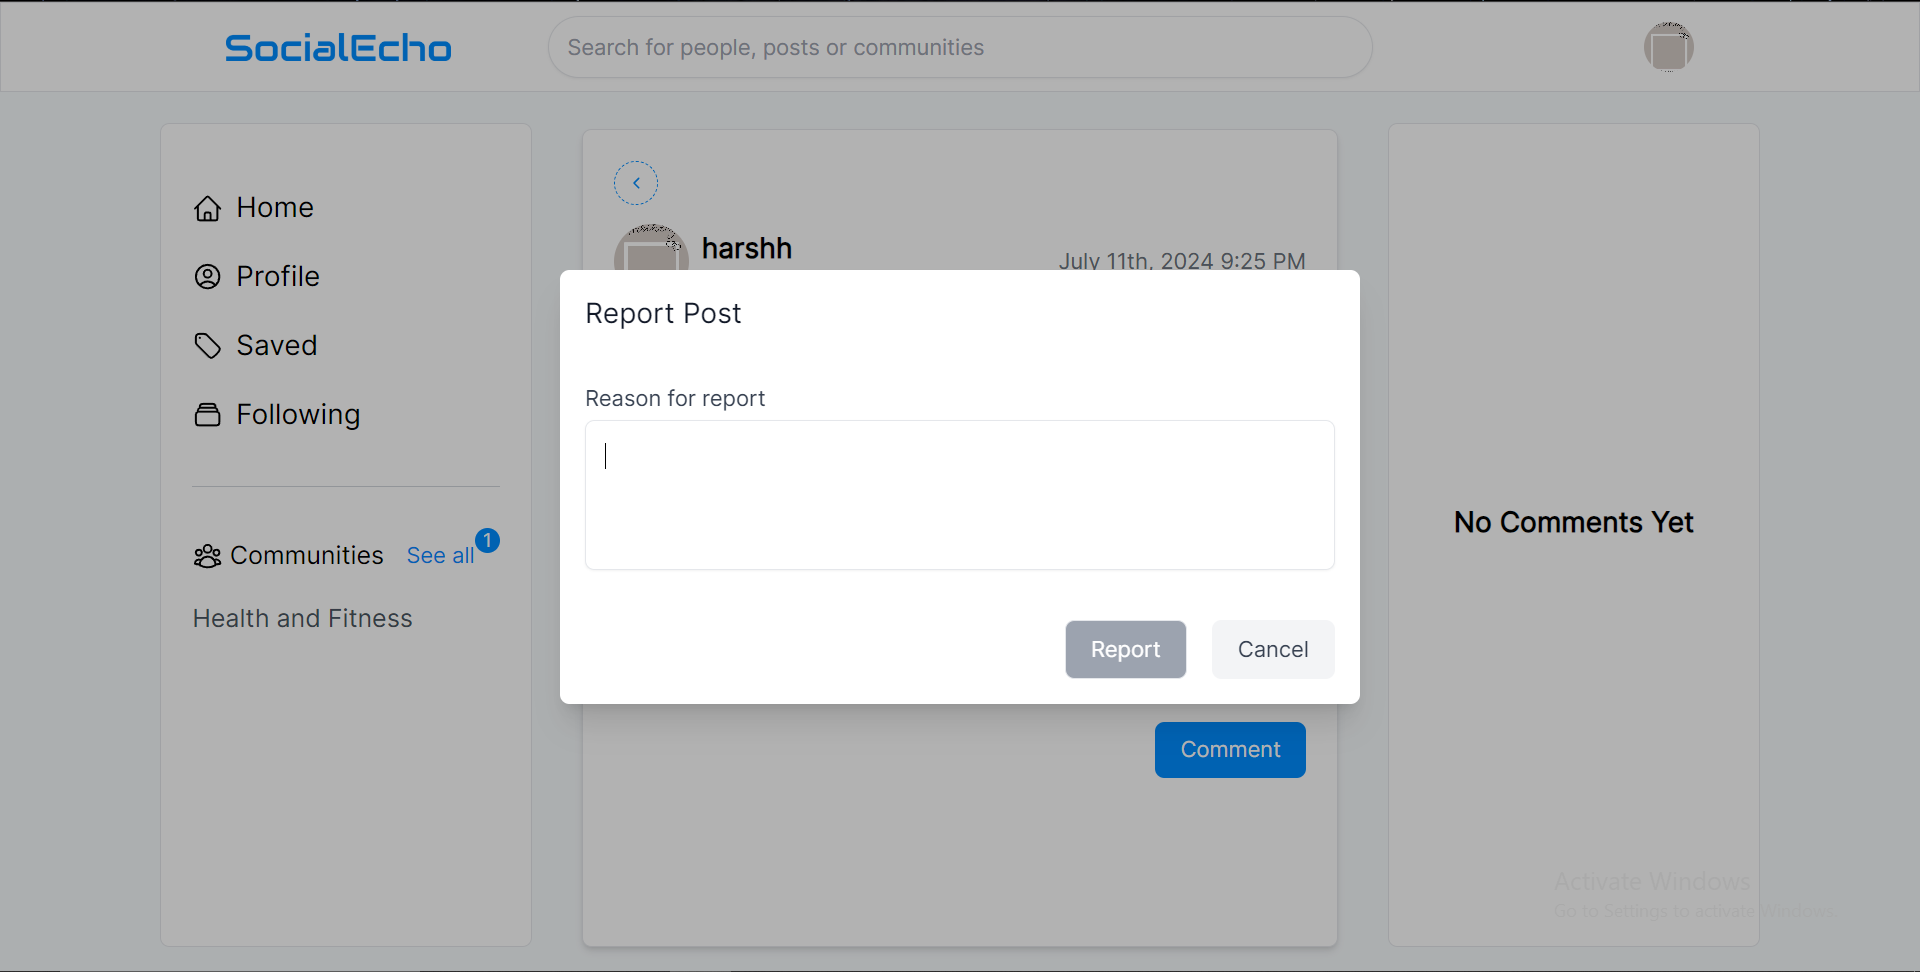 SocialEcho
Search for people, posts or communities
Home
Profile
Saved
Following
Communities
See all
1
Health and Fitness
harshh
July 11th, 2024 9:25 PM
Report Post
Reason for report
Report
Cancel
Comment
No Comments Yet
Activate Windows
Go to Settings to activate Windows.